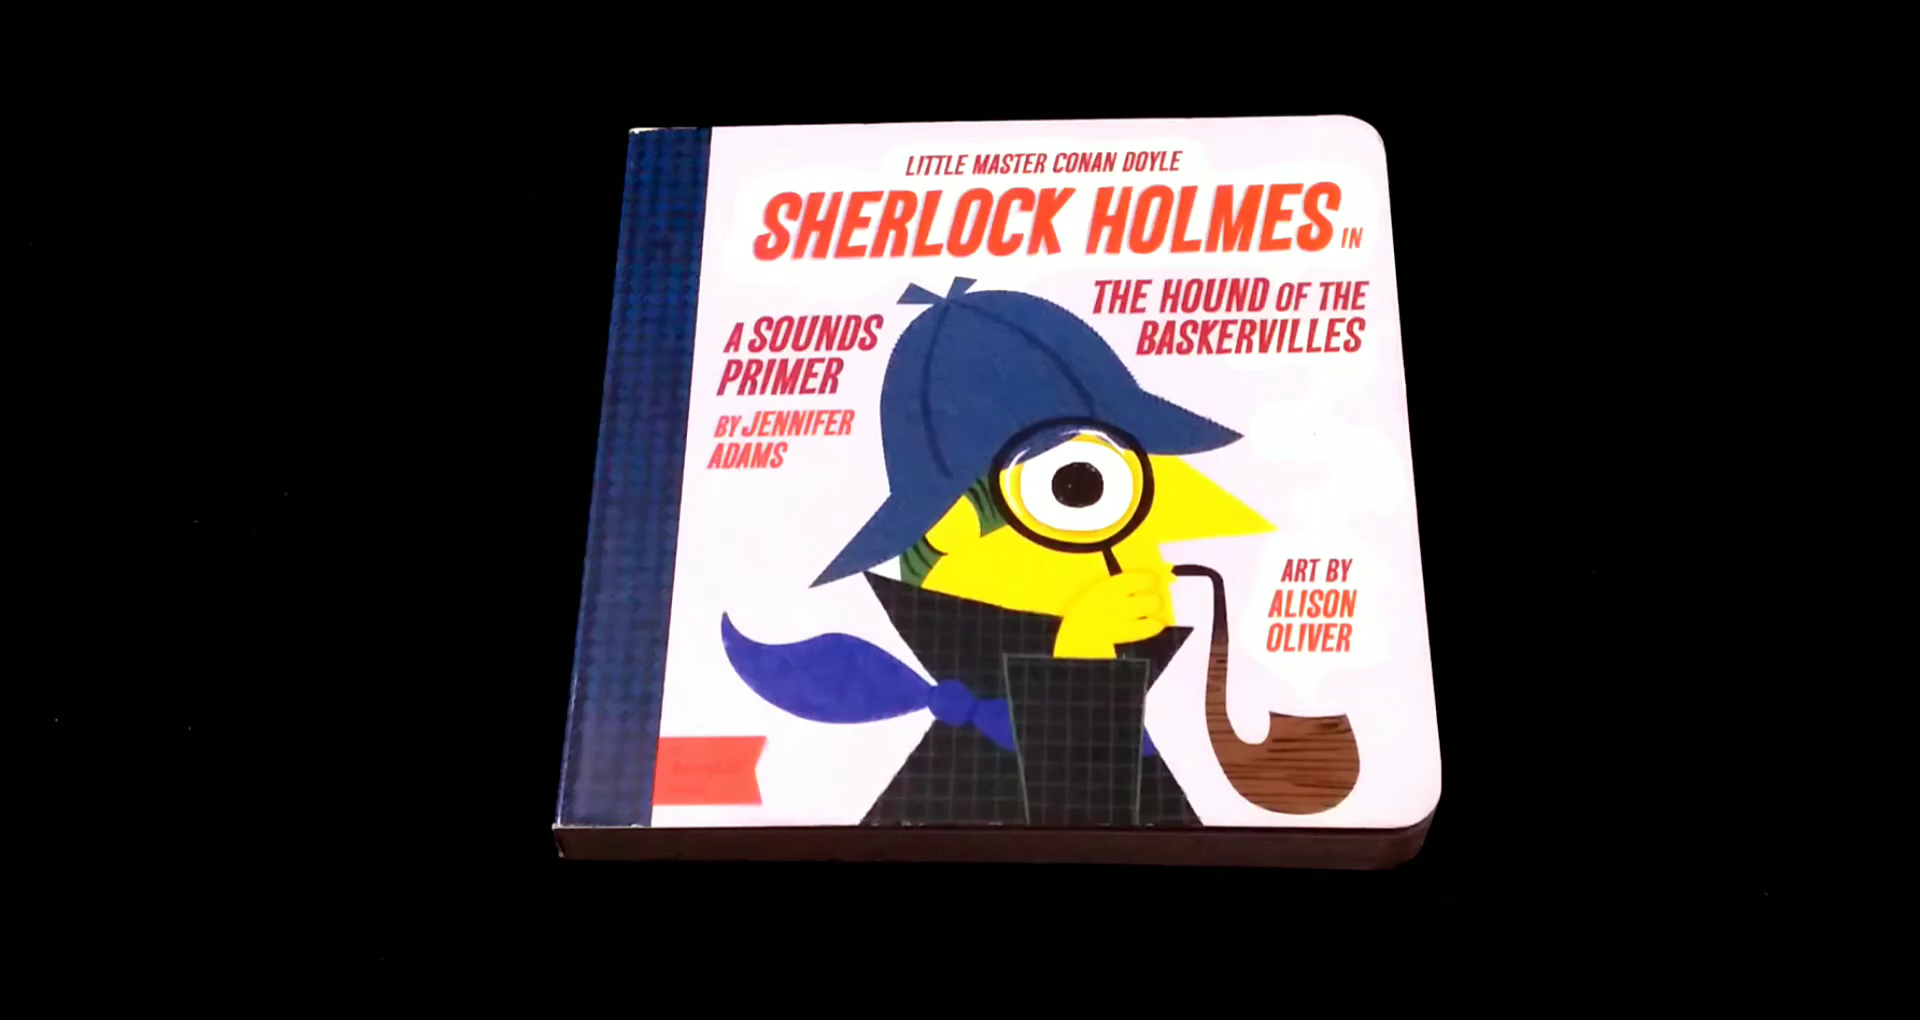 LITTLE MASTER CONAN DOYLE
SHERLOCK HOLMES IN
THE HOUND OF THE
BASKERVILLES
A SOUNDS
PRIMER
BY JENNIFER
ADAMS
ART BY
ALISON
OLIVER